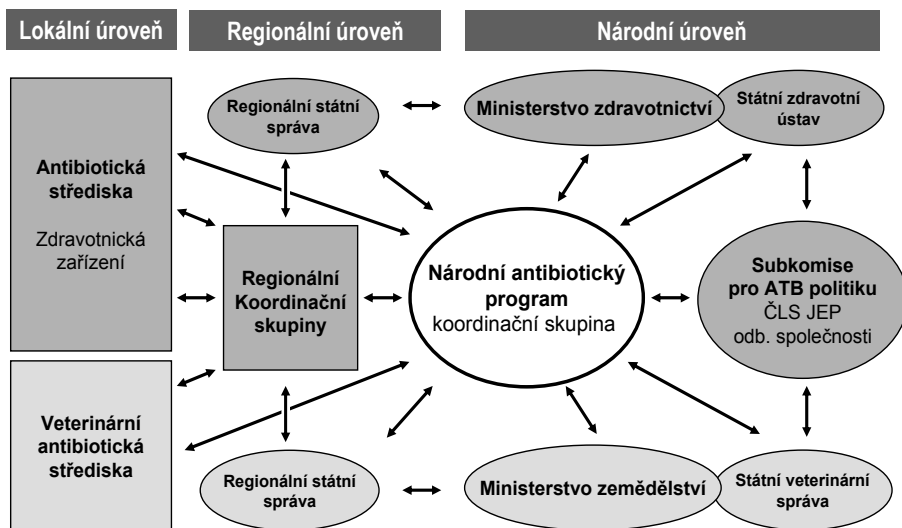 Lokální úroveň
Regionální úroveň
Národní úroveň
Regionální státní
správa
Ministerstvo zdravotnictví
Státní zdravotní
ústav
Antibiotická
střediska
Zdravotnická
zařízení
Regionální
Koordinační
skupiny
Národní antibiotický
program
koordinační skupina
Subkomise
pro ATB politiku
ČLS JEP
odb. společnosti
Veterinární
antibiotická
střediska
Regionální státní
správa
Ministerstvo zemědělství
Státní veterinární
správa